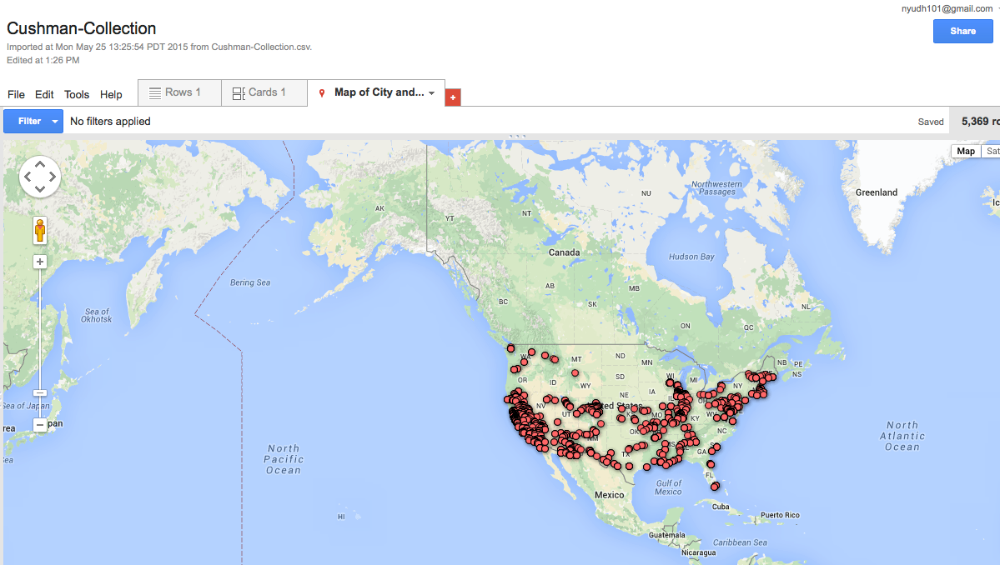 nyudh101@gmail.com
Cushman-Collection
Share
Imported at Mon May 25 13:25:54 PDT 2015 from Cushman-Collection.csv.
Edited at 1:26 PM
File Edit Tools Help
Rows 1
Cards 1
Map of City and...
+
Filter
No filters applied
Saved
5,369 ro
Map
Sat
Northwestern
Passages
Greenland
Ic
NU
AK
YT
NT
Canada
Hudson Bay
Bering Sea
Sea of
Okhotsk
AB
MB
BC
SK
NL
ON
QC
WA
MT
ND
MN
NB
PE
NS
OR
ID
WY
SD
WI
MI
NY
IA
NE
NV
UT
ted States
IL
MO
KY
WV
NC
OK
NM
TX
GA
FL
Sea of Japan
pan
rea
Sea
North
Pacific
Ocean
North
Atlantic
Ocean
Gulf of
Mexico
Mexico
HI
Cuba
Puerto Rico
Guatemala
Caribbean Sea
Nicaragua